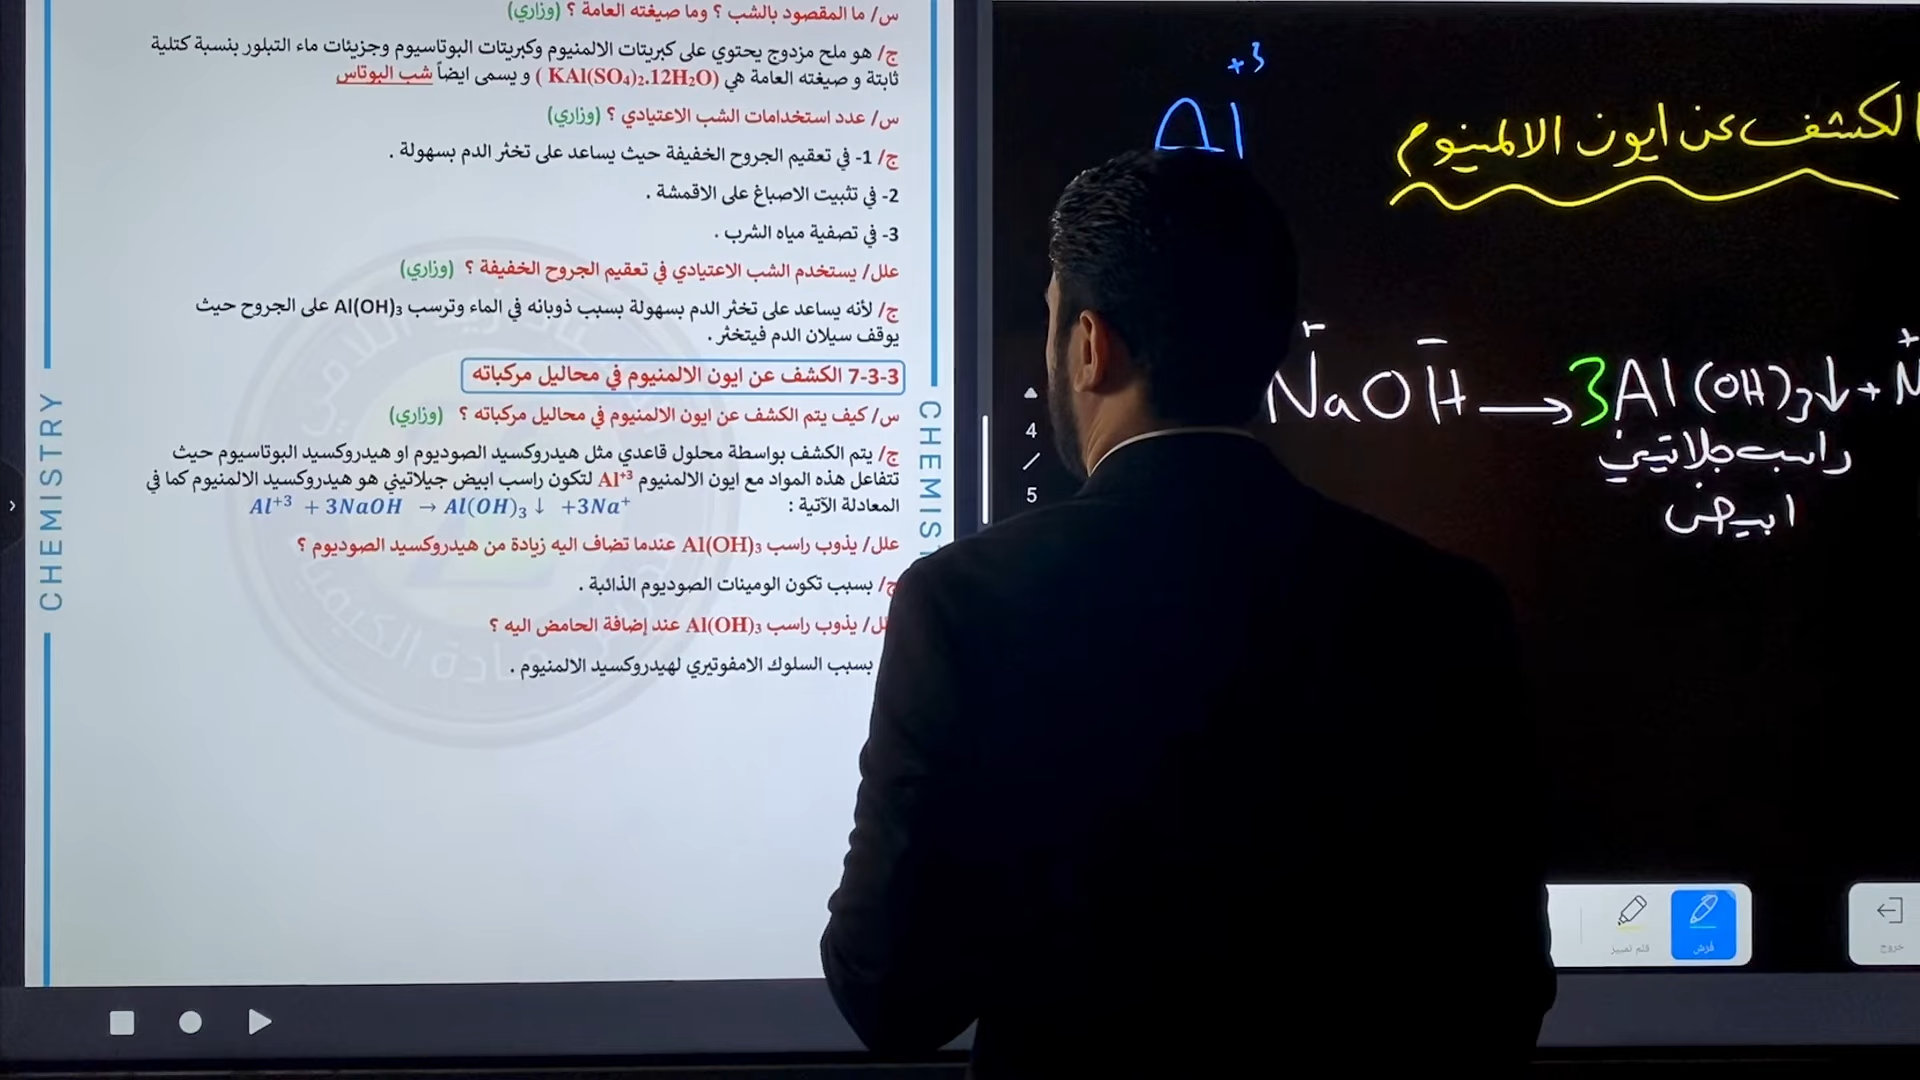 س/ ما المقصود بالشب ؟ وما صيغته العامة ؟ (وزاري)
ج/ هو ملح مزدوج يحتوي على كبريتات الالمنيوم وكبريتات البوتاسيوم وجزيئات ماء التبلور بنسبة كتلية
ثابتة و صيغته العامة هي (KAl(SO₄)₂.12H₂O ) و يسمى ايضاً شب البوتاس
س/ عدد استخدامات الشب الاعتيادي ؟ (وزاري)
ج/ 1- في تعقيم الجروح الخفيفة حيث يساعد على تخثر الدم بسهولة .
2- في تثبيت الاصباغ على الاقمشة .
3- في تصفية مياه الشرب .
علل/ يستخدم الشب الاعتيادي في تعقيم الجروح الخفيفة ؟ (وزاري)
ج/ لأنه يساعد على تخثر الدم بسهولة بسبب ذوبانه في الماء وترسب Al(OH)₃ على الجروح حيث
يوقف سيلان الدم فيتخثر .
7-3-3 الكشف عن ايون الالمنيوم في محاليل مركباته
س/ كيف يتم الكشف عن ايون الالمنيوم في محاليل مركباته ؟ (وزاري)
ج/ يتم الكشف بواسطة محلول قاعدي مثل هيدروكسيد الصوديوم او هيدروكسيد البوتاسيوم حيث
تتفاعل هذه المواد مع ايون الالمنيوم Al⁺³ لتكون راسب ابيض جيلاتيني هو هيدروكسيد الالمنيوم كما في
المعادلة الآتية : Al⁺³ + 3NaOH → Al(OH)₃ ↓ +3Na⁺
علل/ يذوب راسب Al(OH)₃ عندما تضاف اليه زيادة من هيدروكسيد الصوديوم ؟
ج/ بسبب تكون الومينات الصوديوم الذائبة .
لل/ يذوب راسب Al(OH)₃ عند إضافة الحامض اليه ؟
بسبب السلوك الامفوتيري لهيدروكسيد الالمنيوم .
CHEMISTRY
CHEMIS
4
/
5
الكشف عن ايون الالمنيوم
Al⁺³
NaOH⁻ → 3Al(OH)₃↓ + N
راسب جلاتيني
ابيض
قلم تمييز
فرش
خروج